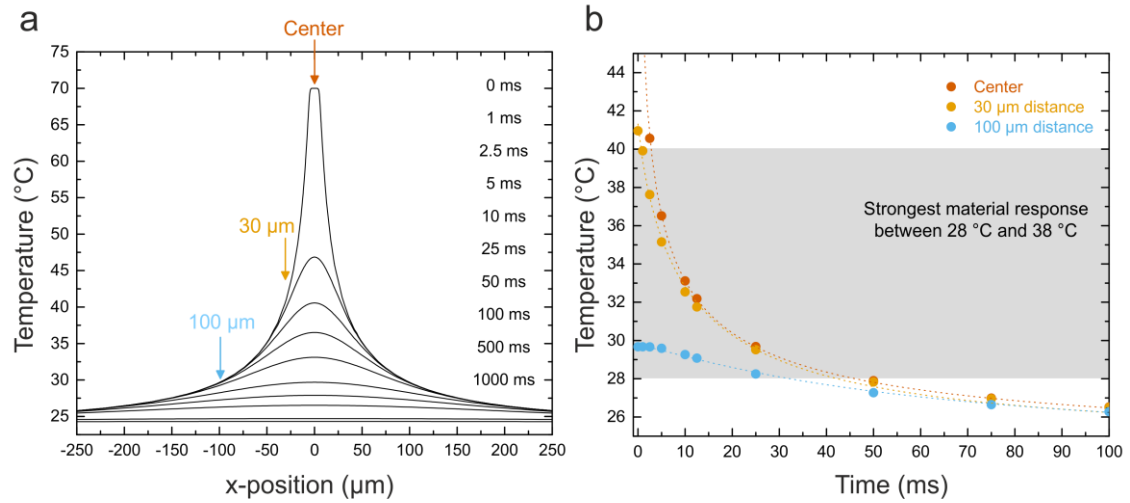 a
Center
75
70
65
60
55
50
45
40
35
30
25
Temperature (°C)
0 ms
1 ms
2.5 ms
5 ms
10 ms
25 ms
50 ms
100 ms
500 ms
1000 ms
30 µm
100 µm
-250 -200 -150 -100 -50 0 50 100 150 200 250
x-position (µm)
b
44
42
40
38
36
34
32
30
28
26
Temperature (°C)
Center
30 µm distance
100 µm distance
Strongest material response
between 28 °C and 38 °C
0 10 20 30 40 50 60 70 80 90 100
Time (ms)